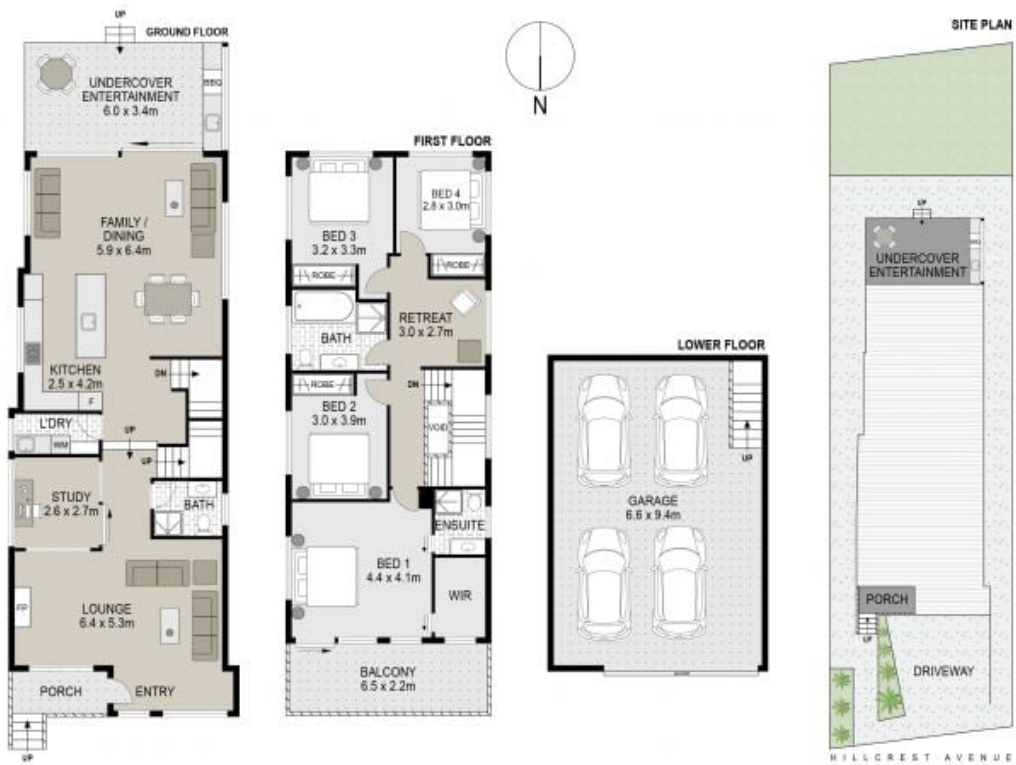 UP
GROUND FLOOR
UNDERCOVER
ENTERTAINMENT
6.0 x 3.4m
BBQ
FAMILY /
DINING
5.9 x 6.4m
KITCHEN
2.5 x 4.2m
F
DN
L'DRY
WM
UP
UP
STUDY
2.6 x 2.7m
BATH
LOUNGE
6.4 x 5.3m
FP
PORCH
ENTRY
UP
N
FIRST FLOOR
BED 3
3.2 x 3.3m
ROBE
BED 4
2.8 x 3.0m
ROBE
RETREAT
3.0 x 2.7m
BATH
ROBE
BED 2
3.0 x 3.9m
DN
VOID
ENSUITE
BED 1
4.4 x 4.1m
WIR
BALCONY
6.5 x 2.2m
LOWER FLOOR
UP
GARAGE
6.6 x 9.4m
SITE PLAN
UP
BBQ
UNDERCOVER
ENTERTAINMENT
PORCH
UP
DRIVEWAY
HILLCREST AVENUE